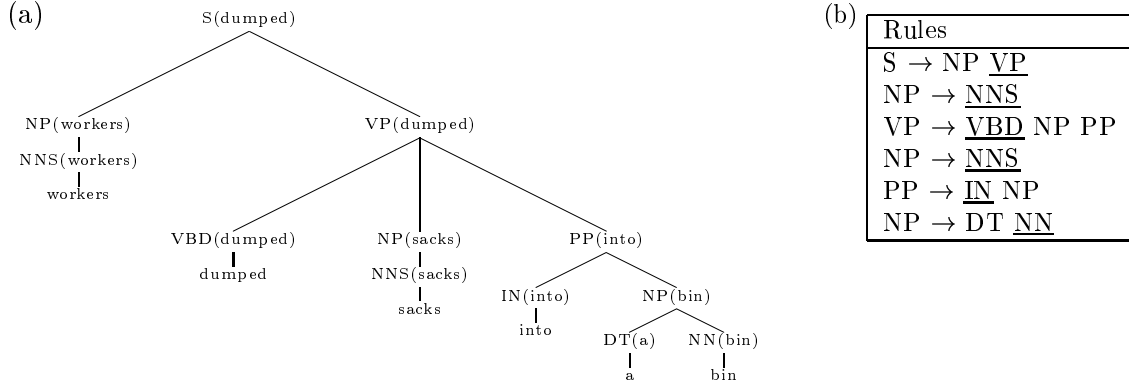 (a)
S(dumped)
NP(workers) VP(dumped)
NNS(workers)
workers
VBD(dumped) NP(sacks) PP(into)
dumped NNS(sacks)
sacks
IN(into) NP(bin)
into
DT(a) NN(bin)
a bin
(b)
Rules
S → NP VP
NP → NNS
VP → VBD NP PP
NP → NNS
PP → IN NP
NP → DT NN